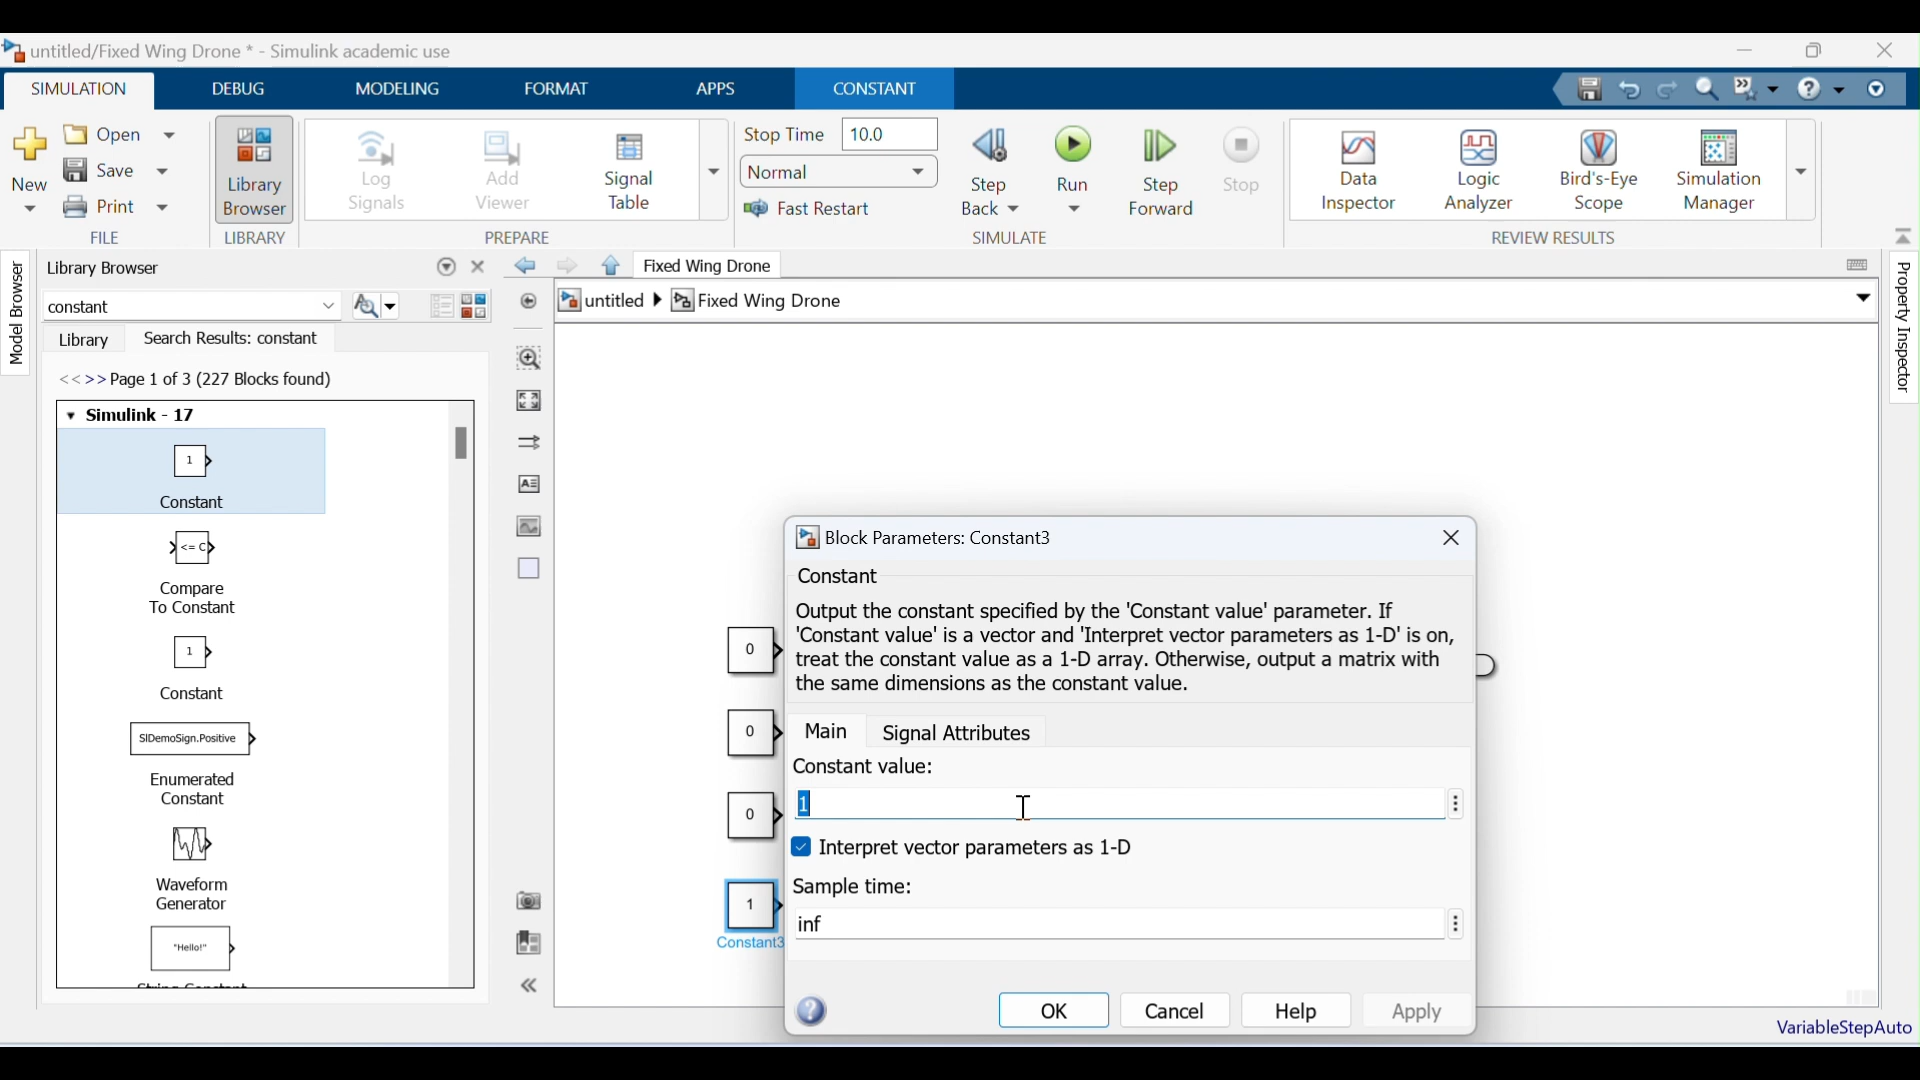 untitled/Fixed Wing Drone * - Simulink academic use
SIMULATION DEBUG MODELING FORMAT APPS CONSTANT
New
Open
Save
Print
FILE
Library Browser
LIBRARY
Log Signals
Add Viewer
Signal Table
PREPARE
Stop Time 10.0
Normal
Fast Restart
Step Back
Run
Step Forward
Stop
SIMULATE
Data Inspector
Logic Analyzer
Bird's-Eye Scope
Simulation Manager
REVIEW RESULTS
Model Browser
Library Browser
constant
Library Search Results: constant
<< >> Page 1 of 3 (227 Blocks found)
Simulink - 17
1
Constant
<= C
Compare
To Constant
1
Constant
SlDemoSign.Positive
Enumerated
Constant
Waveform
Generator
"Hello!"
String Constant
Fixed Wing Drone
untitled Fixed Wing Drone
Property Inspector
0
0
0
1
Constant3
Block Parameters: Constant3
Constant
Output the constant specified by the 'Constant value' parameter. If
'Constant value' is a vector and 'Interpret vector parameters as 1-D' is on,
treat the constant value as a 1-D array. Otherwise, output a matrix with
the same dimensions as the constant value.
Main Signal Attributes
Constant value:
1
Interpret vector parameters as 1-D
Sample time:
inf
OK Cancel Help Apply
VariableStepAuto